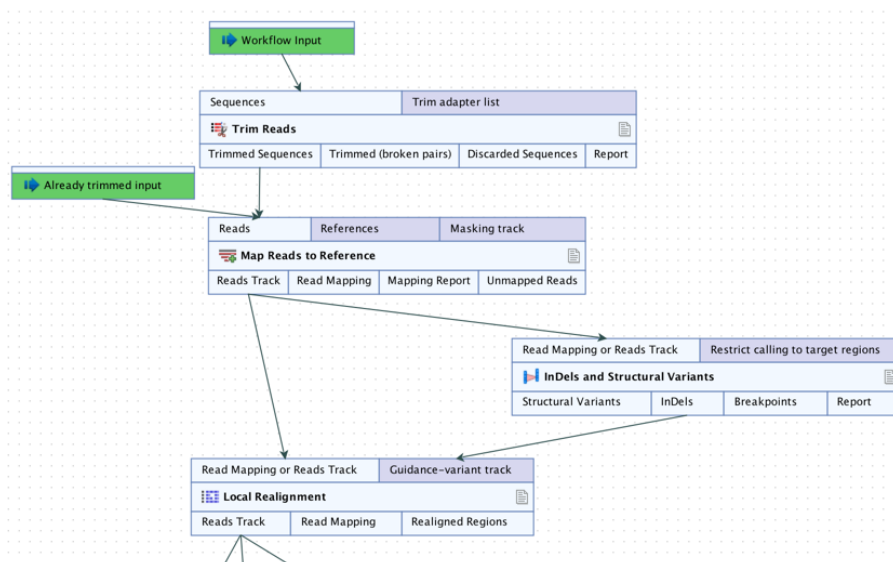 Workflow Input
Sequences Trim adapter list
Trim Reads
Trimmed Sequences Trimmed (broken pairs) Discarded Sequences Report
Already trimmed input
Reads References Masking track
Map Reads to Reference
Reads Track Read Mapping Mapping Report Unmapped Reads
Read Mapping or Reads Track Restrict calling to target regions
InDels and Structural Variants
Structural Variants InDels Breakpoints Report
Read Mapping or Reads Track Guidance-variant track
Local Realignment
Reads Track Read Mapping Realigned Regions